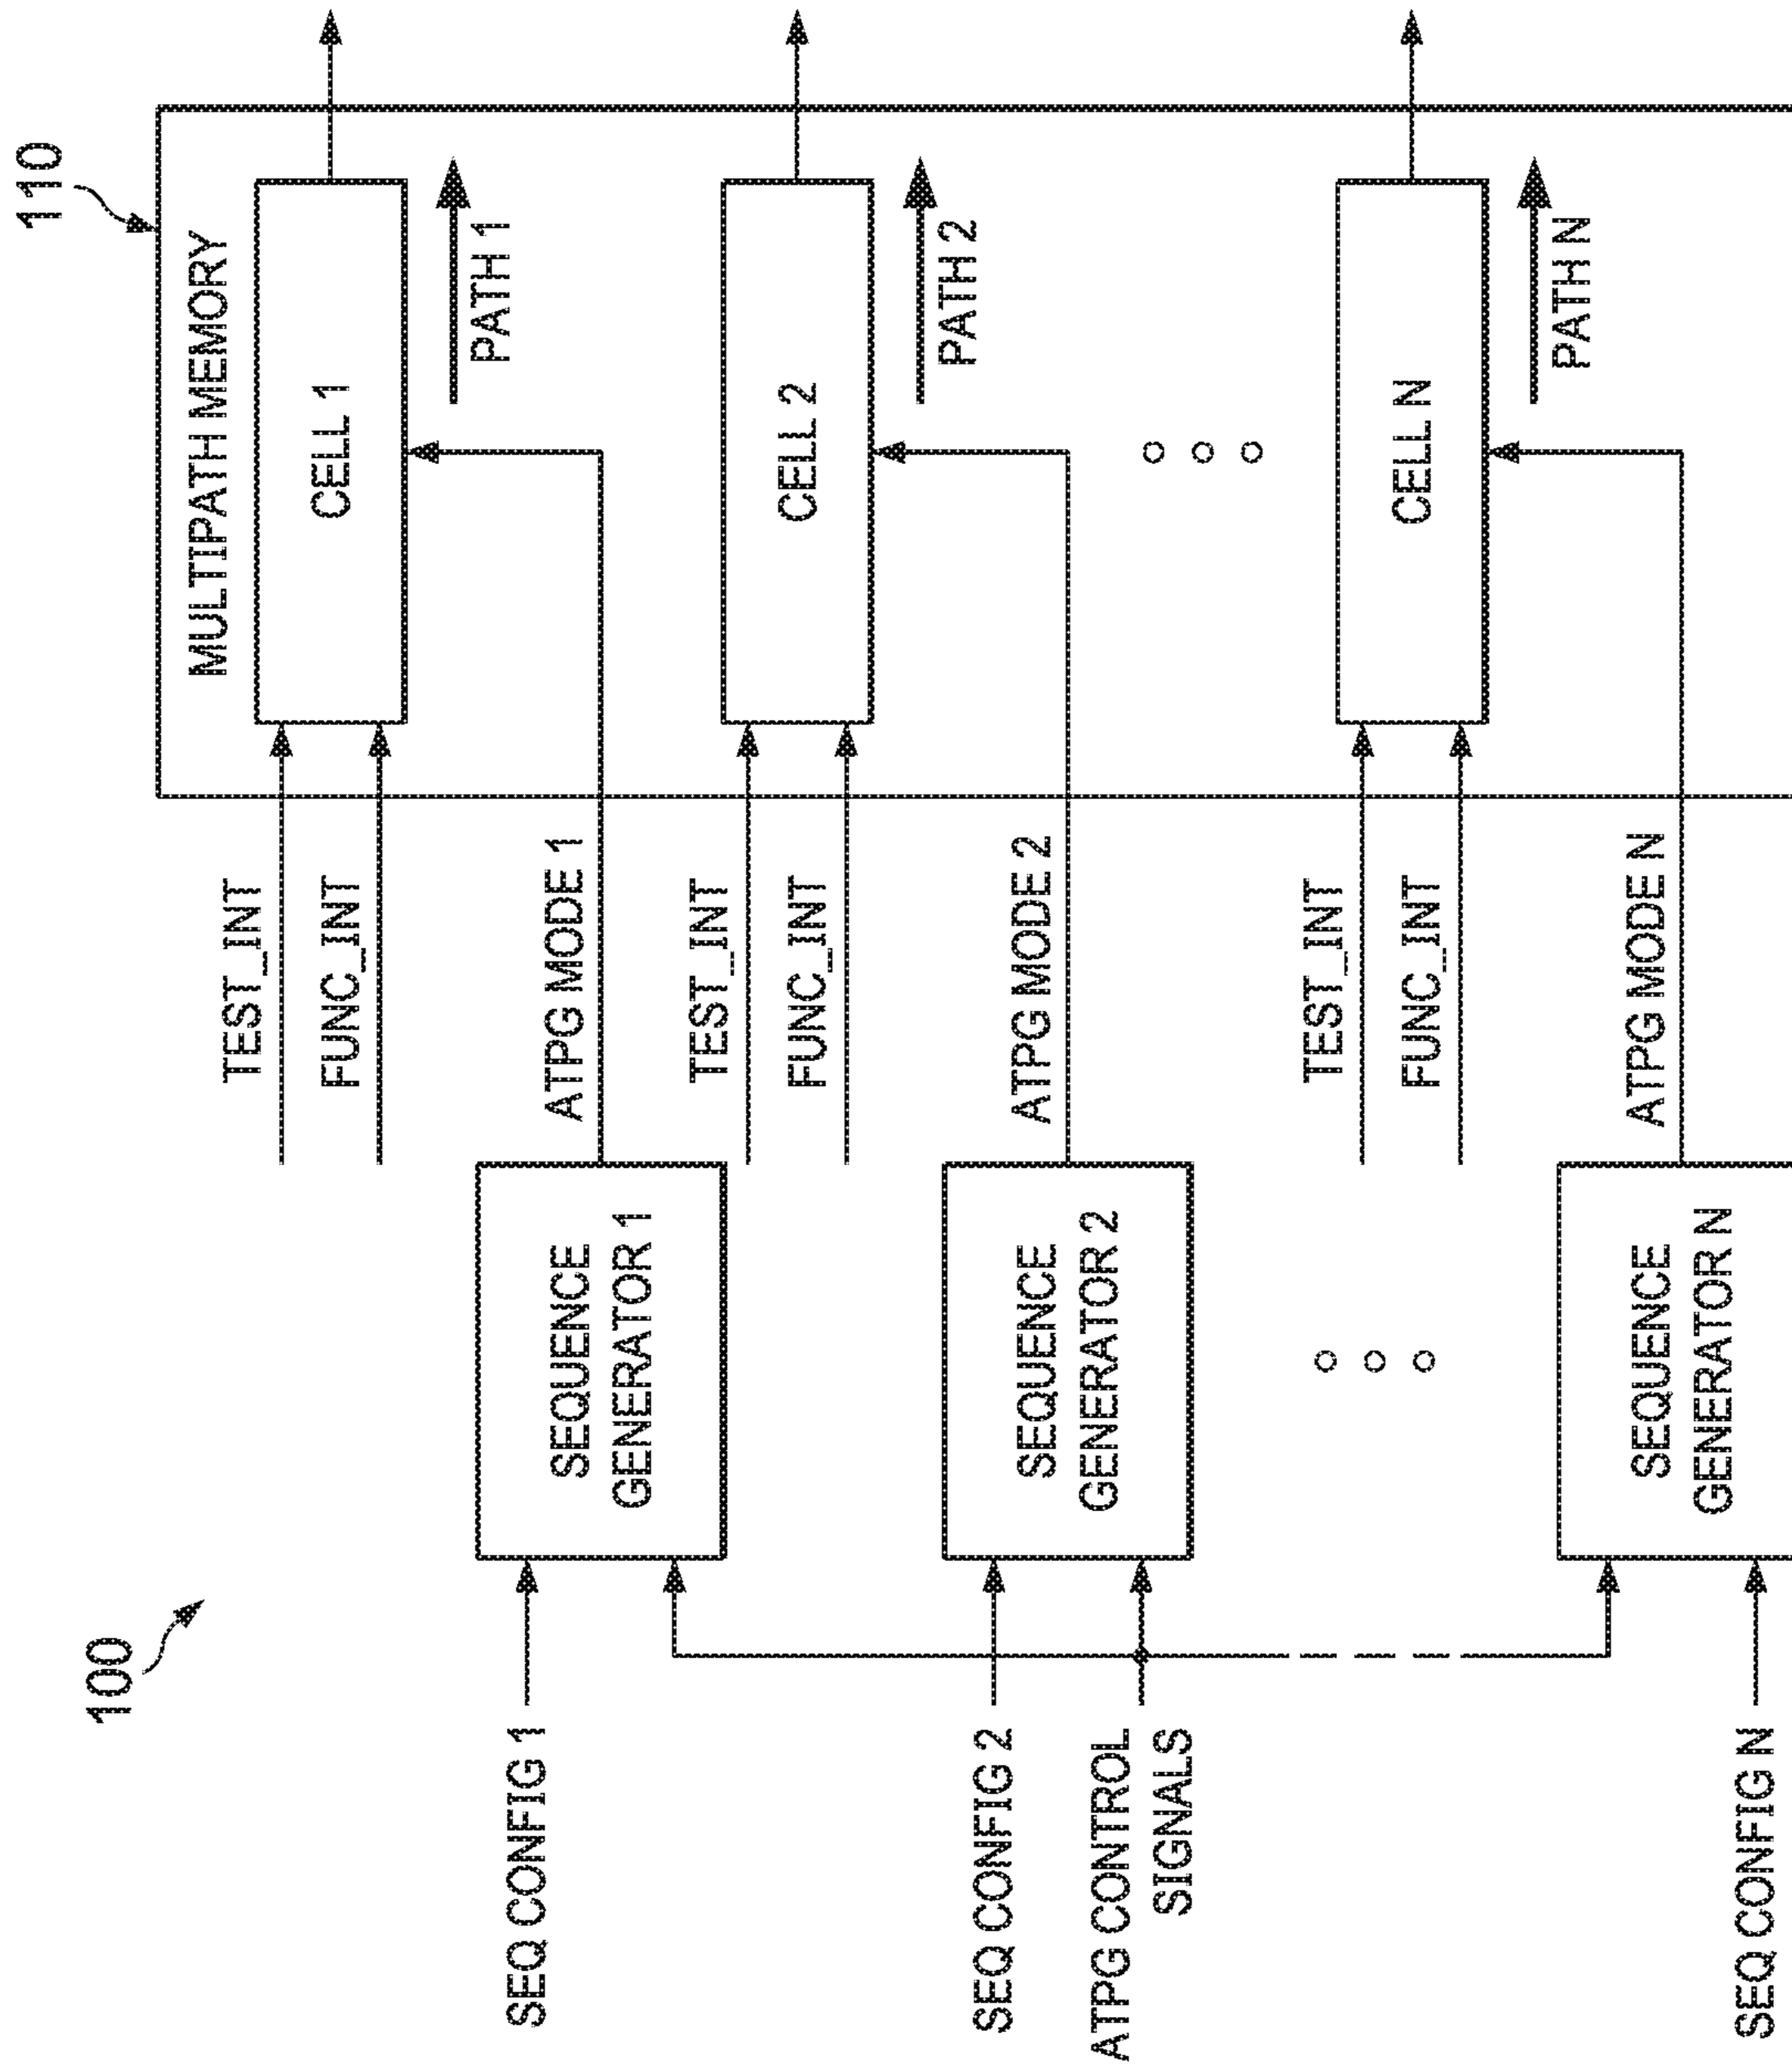 100
110
MULTIPATH MEMORY
TEST_INT
FUNC_INT
CELL 1
PATH 1
SEQ CONFIG 1
SEQUENCE
GENERATOR 1
ATPG MODE 1
TEST_INT
FUNC_INT
CELL 2
PATH 2
SEQ CONFIG 2
ATPG CONTROL
SIGNALS
SEQUENCE
GENERATOR 2
ATPG MODE 2
TEST_INT
FUNC_INT
CELL N
PATH N
SEQUENCE
GENERATOR N
ATPG MODE N
SEQ CONFIG N